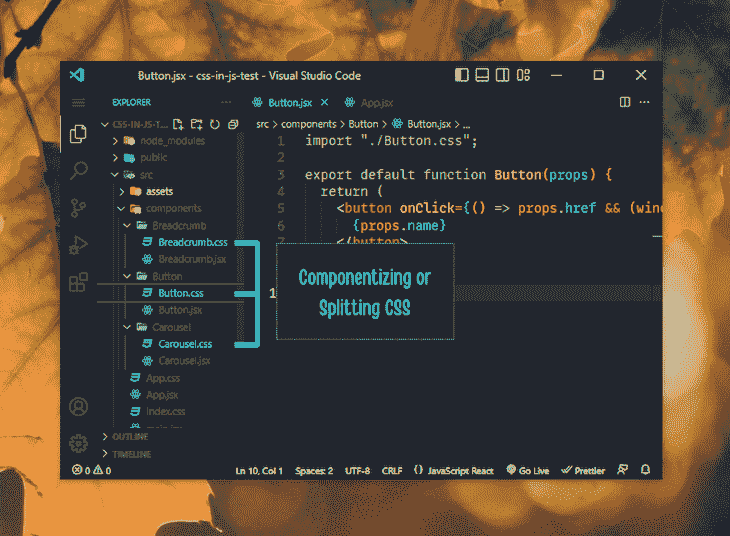 Button.jsx - css-in-js-test - Visual Studio Code
EXPLORER
Button.jsx
App.jsx
CSS-IN-JS-T...
src > components > Button > Button.jsx > ...
node_modules
public
src
assets
components
Breadcrumb
Breadcrumb.css
Breadcrumb.jsx
Button
Button.css
Button.jsx
Carousel
Carousel.css
Carousel.jsx
App.css
App.jsx
index.css
OUTLINE
TIMELINE
1 import "./Button.css";
2
3 export default function Button(props) {
4 return (
5 <button onClick={() => props.href && (wind
6 {props.name}
7 </button>
1
Componentizing or
Splitting CSS
0 0 Ln 10, Col 1 Spaces: 2 UTF-8 CRLF {} JavaScript React Go Live Prettier